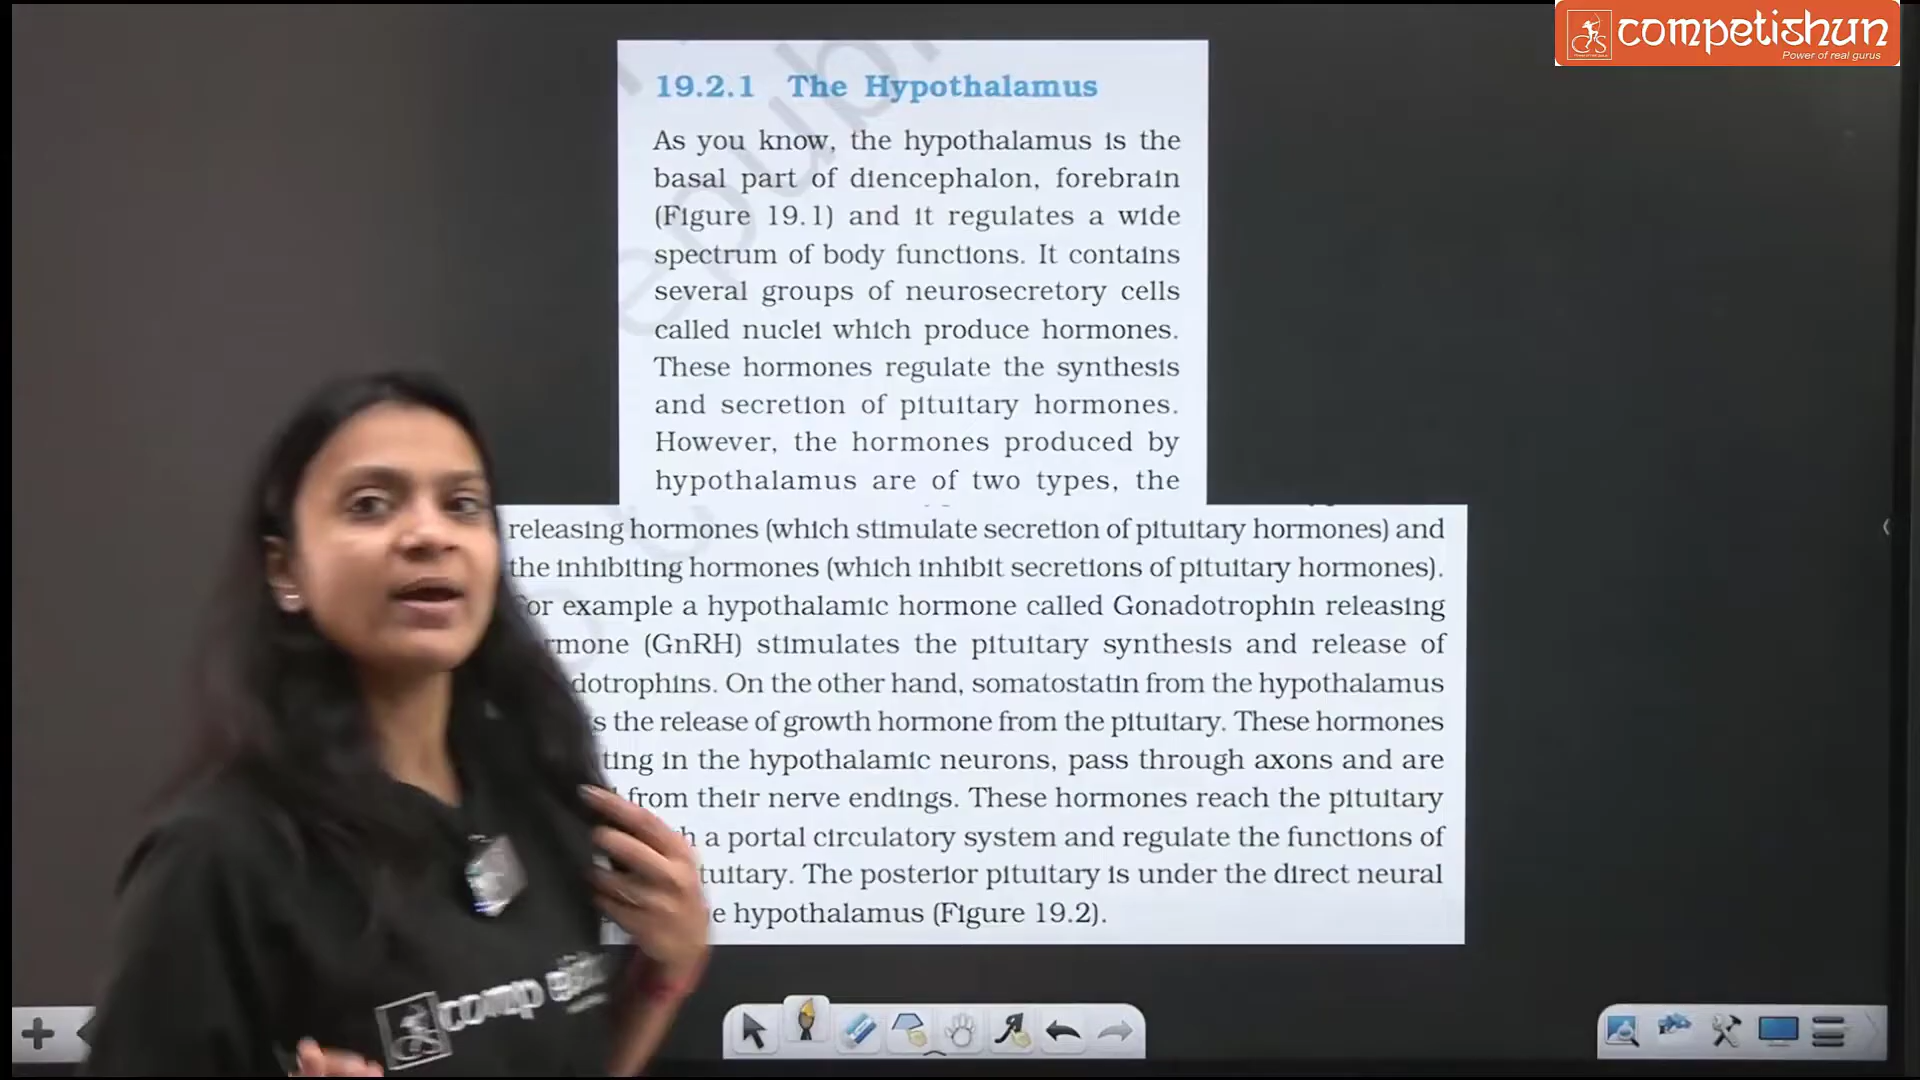 competishun
Power of real gurus
19.2.1 The Hypothalamus
As you know, the hypothalamus is the
basal part of diencephalon, forebrain
(Figure 19.1) and it regulates a wide
spectrum of body functions. It contains
several groups of neurosecretory cells
called nuclei which produce hormones.
These hormones regulate the synthesis
and secretion of pituitary hormones.
However, the hormones produced by
hypothalamus are of two types, the
releasing hormones (which stimulate secretion of pituitary hormones) and
the inhibiting hormones (which inhibit secretions of pituitary hormones).
For example a hypothalamic hormone called Gonadotrophin releasing
rmone (GnRH) stimulates the pituitary synthesis and release of
dotrophins. On the other hand, somatostatin from the hypothalamus
s the release of growth hormone from the pituitary. These hormones
ting in the hypothalamic neurons, pass through axons and are
from their nerve endings. These hormones reach the pituitary
h a portal circulatory system and regulate the functions of
tuitary. The posterior pituitary is under the direct neural
e hypothalamus (Figure 19.2).
comp